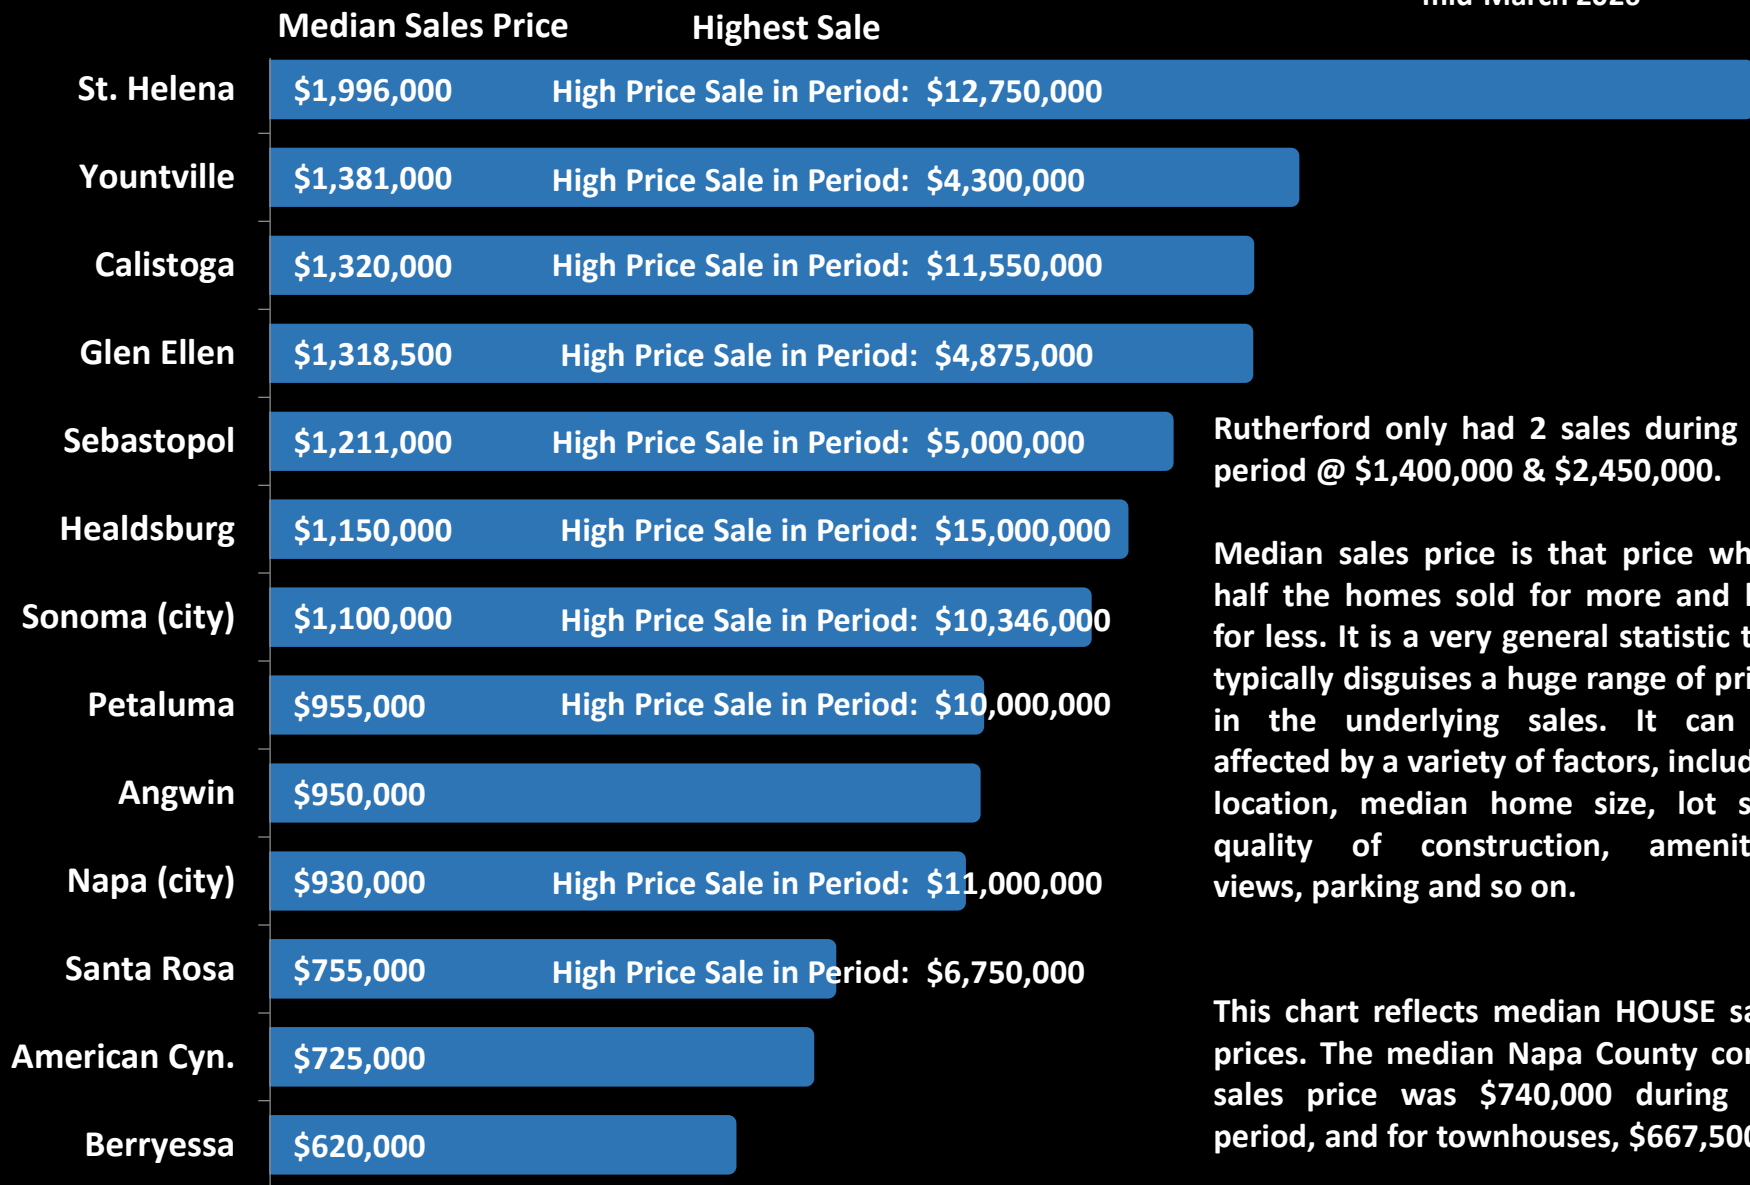 mid-March 2026
Median Sales Price Highest Sale
St. Helena $1,996,000 High Price Sale in Period: $12,750,000
Yountville $1,381,000 High Price Sale in Period: $4,300,000
Calistoga $1,320,000 High Price Sale in Period: $11,550,000
Glen Ellen $1,318,500 High Price Sale in Period: $4,875,000
Sebastopol $1,211,000 High Price Sale in Period: $5,000,000
Healdsburg $1,150,000 High Price Sale in Period: $15,000,000
Sonoma (city) $1,100,000 High Price Sale in Period: $10,346,000
Petaluma $955,000 High Price Sale in Period: $10,000,000
Angwin $950,000
Napa (city) $930,000 High Price Sale in Period: $11,000,000
Santa Rosa $755,000 High Price Sale in Period: $6,750,000
American Cyn. $725,000
Berryessa $620,000
Rutherford only had 2 sales during
period @ $1,400,000 & $2,450,000.
Median sales price is that price
half the homes sold for more and
for less. It is a very general statistic
typically disguises a huge range of
in the underlying sales. It can
affected by a variety of factors,
location, median home size, lot
quality of construction,
views, parking and so on.
This chart reflects median HOUSE
prices. The median Napa County
sales price was $740,000 during
period, and for townhouses, $667,500